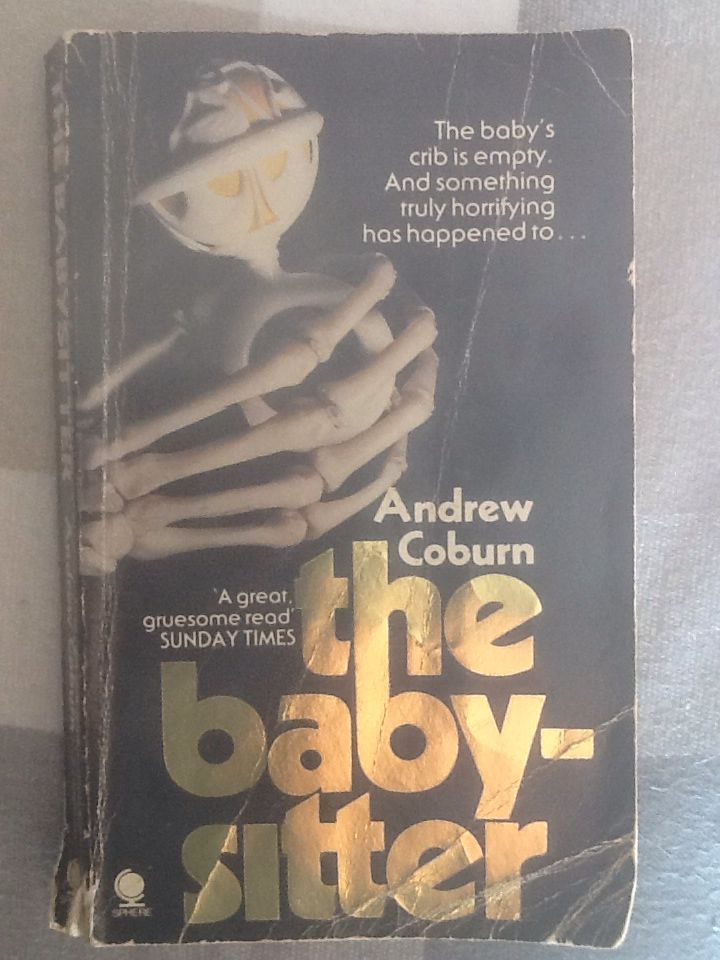 The baby's
crib is empty.
And something
truly horrifying
has happened to...
Andrew
Coburn
'A great,
gruesome read'
SUNDAY TIMES
the
baby-
sitter
SPHERE